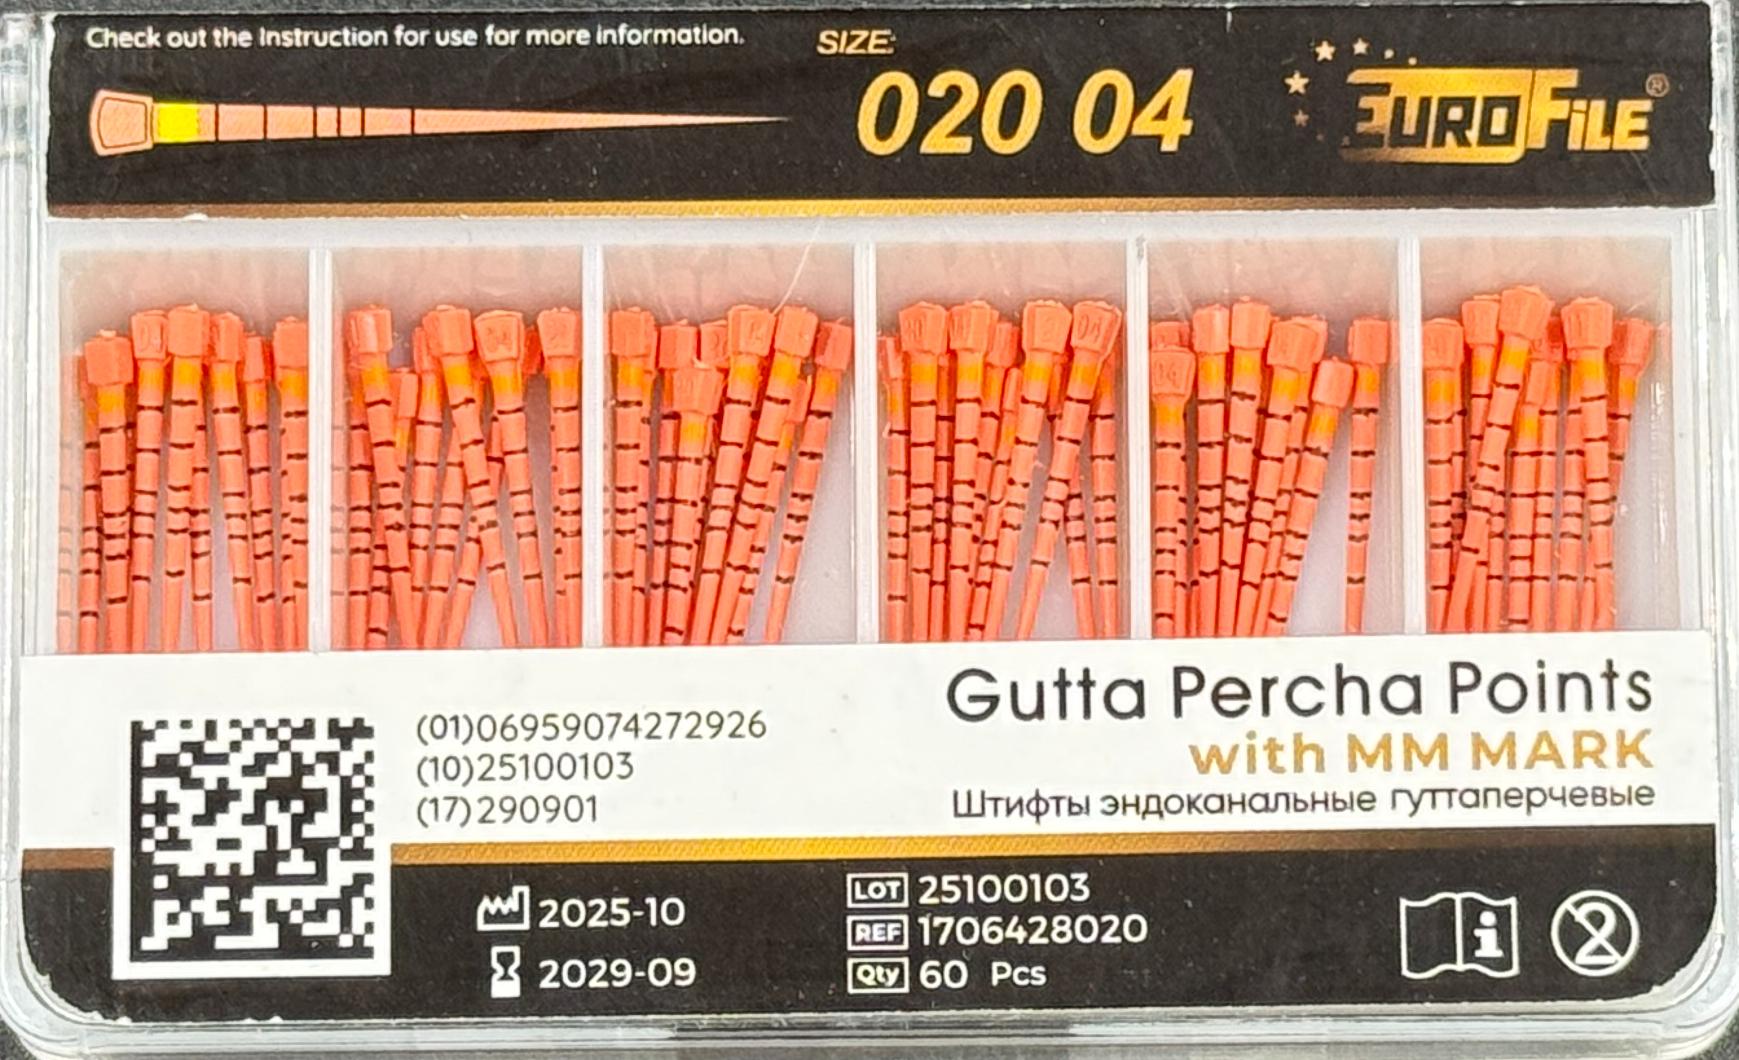 Check out the Instruction for use for more information.
SIZE:
020 04
EUROFILE®
Gutta Percha Points
with MM MARK
Штифты эндоканальные гуттаперчевые
(01)06959074272926
(10)25100103
(17)290901
2025-10
2029-09
LOT 25100103
REF 1706428020
Qty 60 Pcs
2